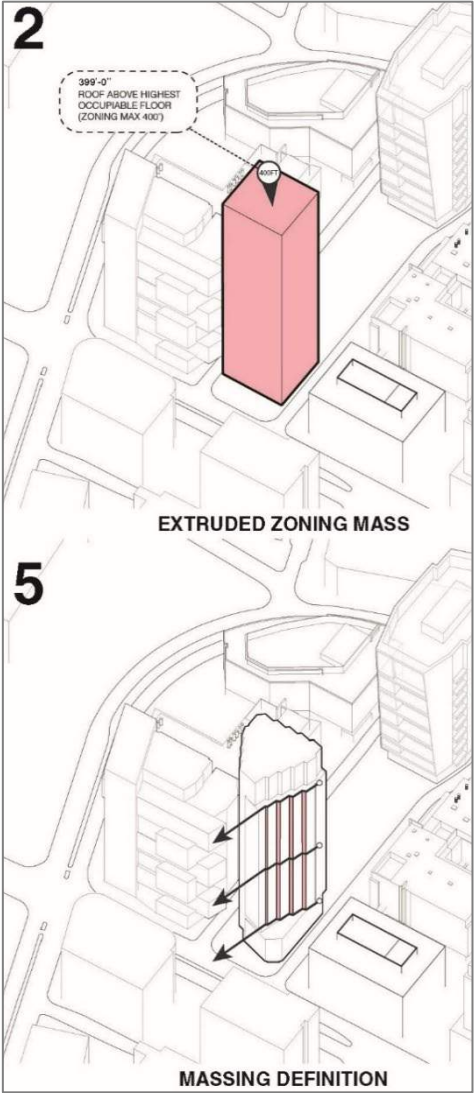 2
399'-0"
ROOF ABOVE HIGHEST
OCCUPIABLE FLOOR
(ZONING MAX 400')
400FT
EXTRUDED ZONING MASS
5
MASSING DEFINITION